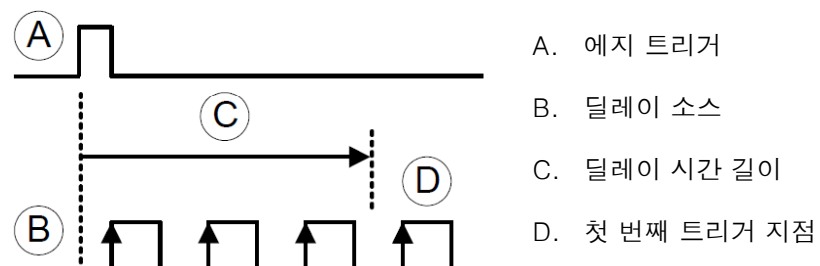 A
C
D
B
A. 에지 트리거
B. 딜레이 소스
C. 딜레이 시간 길이
D. 첫 번째 트리거 지점